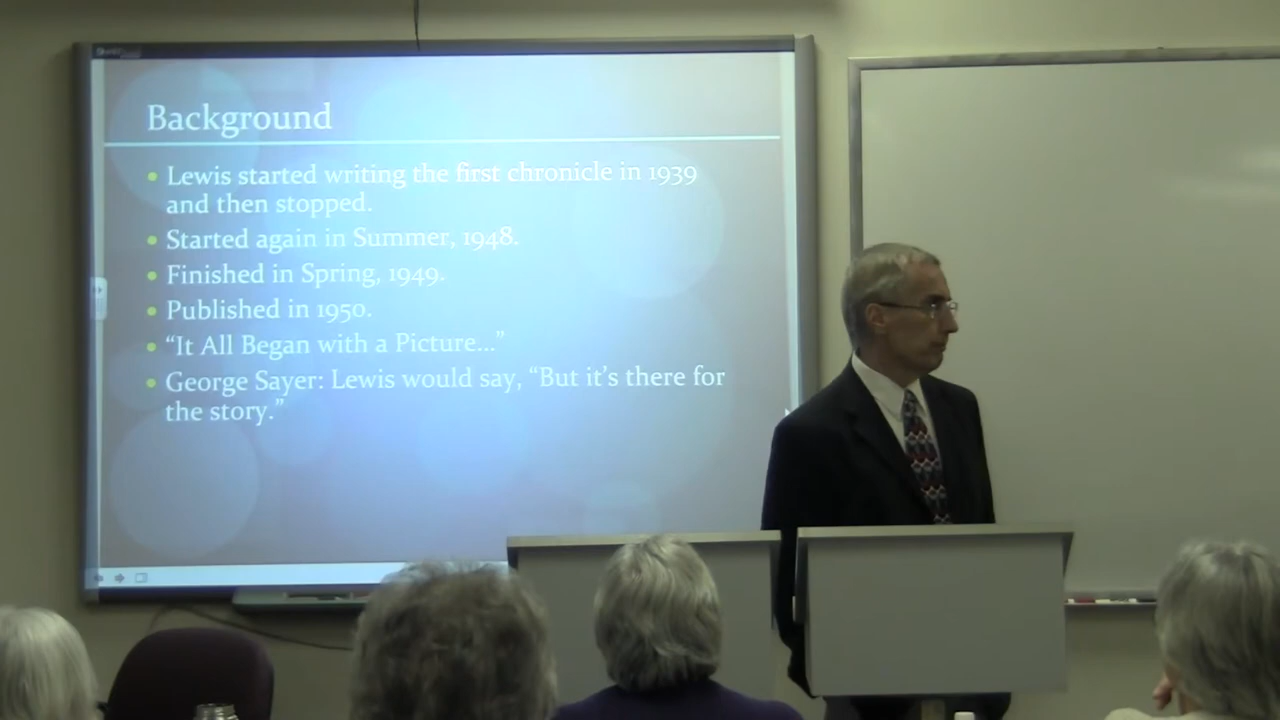 Background
Lewis started writing the first chronicle in 1939
and then stopped.
Started again in Summer, 1948.
Finished in Spring, 1949.
Published in 1950.
“It All Began with a Picture...”
George Sayer: Lewis would say, “But it’s there for
the story.”